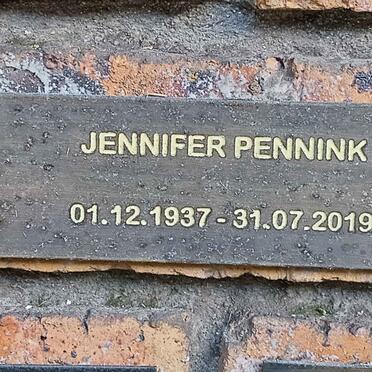 JENNIFER PENNINK
01.12.1937 - 31.07.2019